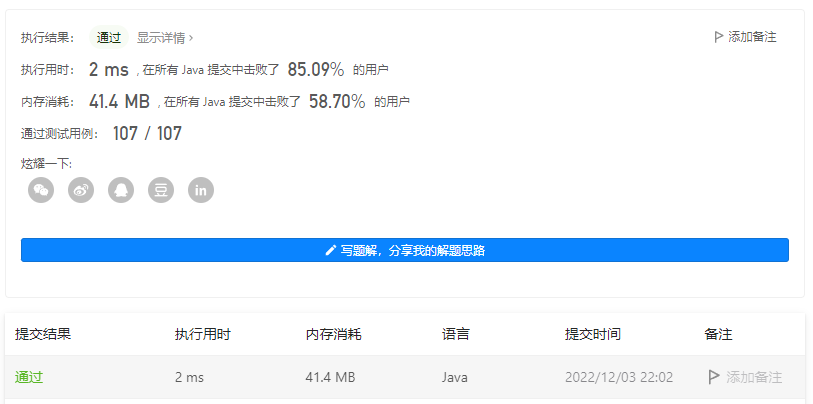 执行结果： 通过 显示详情 › 添加备注
执行用时： 2 ms , 在所有 Java 提交中击败了 85.09% 的用户
内存消耗： 41.4 MB , 在所有 Java 提交中击败了 58.70% 的用户
通过测试用例： 107 / 107
炫耀一下:
豆 in
写题解，分享我的解题思路
提交结果 执行用时 内存消耗 语言 提交时间 备注
通过 2 ms 41.4 MB Java 2022/12/03 22:02 添加备注